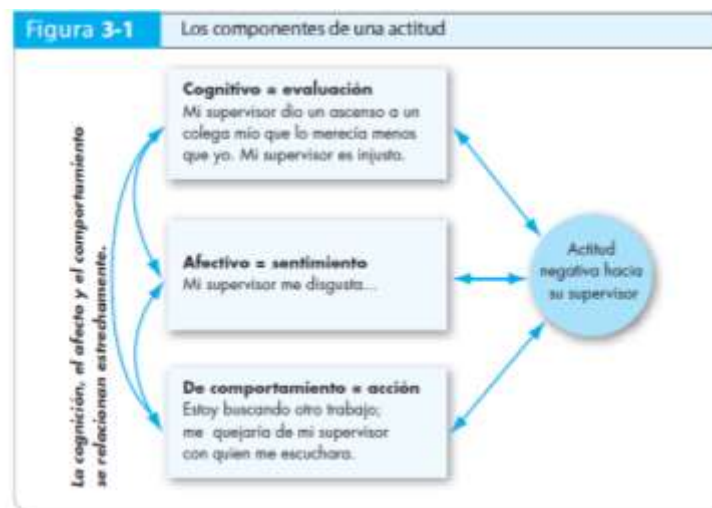 Figura 3-1
Los componentes de una actitud
La cognición, el afecto y el comportamiento
se relacionan estrechamente.
Cognitivo = evaluación
Mi supervisor dio un ascenso a un
colega mío que lo merecía menos
que yo. Mi supervisor es injusto.
Afectivo = sentimiento
Mi supervisor me disgusta...
De comportamiento = acción
Estoy buscando otro trabajo;
me quejaría de mi supervisor
con quien me escuchara.
Actitud
negativa hacia
su supervisor